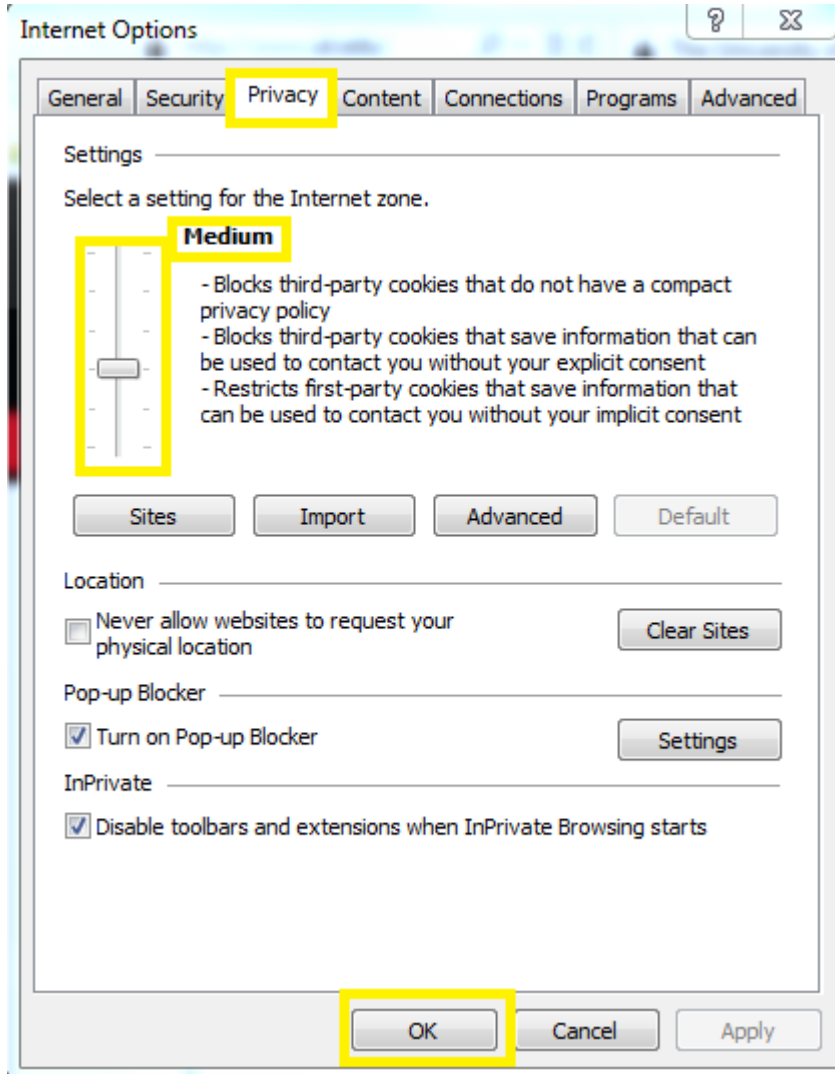 Internet Options
General Security Privacy Content Connections Programs Advanced
Settings
Select a setting for the Internet zone.
Medium
- Blocks third-party cookies that do not have a compact
privacy policy
- Blocks third-party cookies that save information that can
be used to contact you without your explicit consent
- Restricts first-party cookies that save information that
can be used to contact you without your implicit consent
Sites Import Advanced Default
Location
Never allow websites to request your
physical location
Clear Sites
Pop-up Blocker
Turn on Pop-up Blocker
Settings
InPrivate
Disable toolbars and extensions when InPrivate Browsing starts
OK Cancel Apply